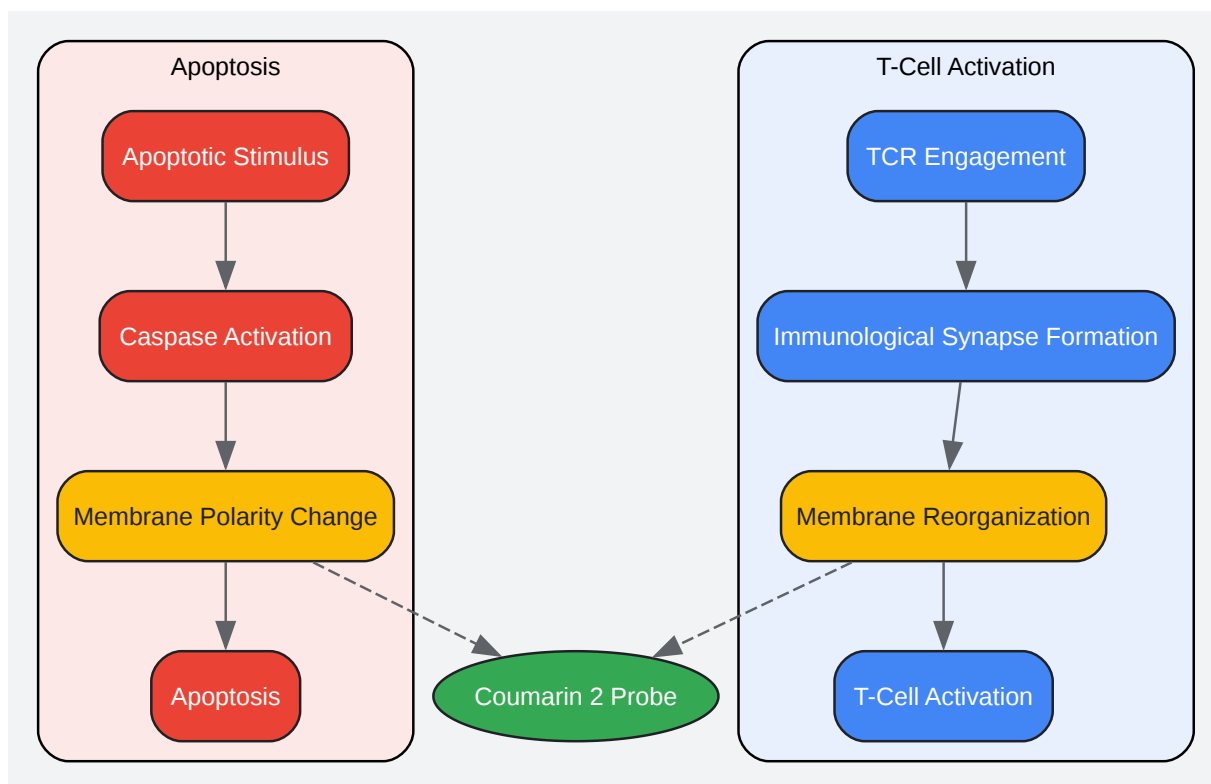 Apoptosis
Apoptotic Stimulus
Caspase Activation
Membrane Polarity Change
Apoptosis
T-Cell Activation
TCR Engagement
Immunological Synapse Formation
Membrane Reorganization
T-Cell Activation
Coumarin 2 Probe